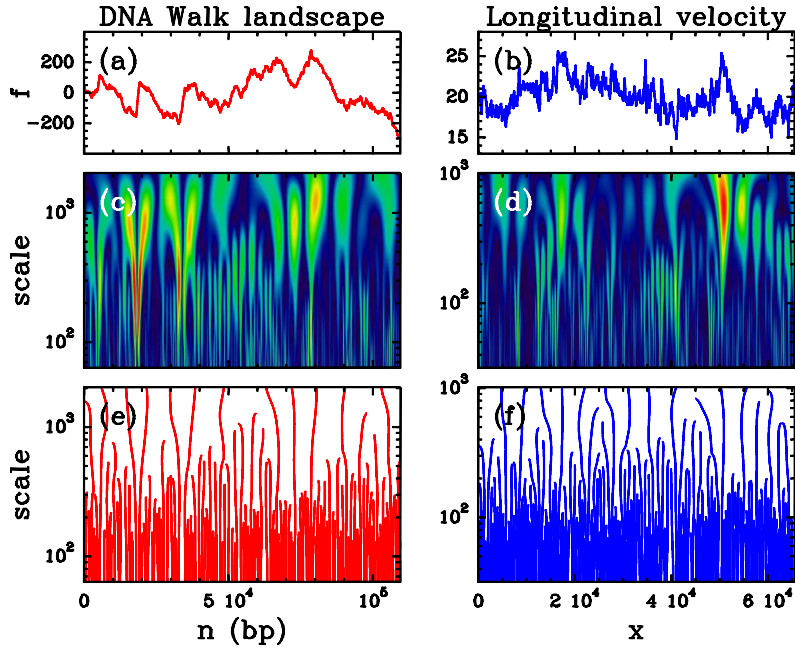 DNA Walk landscape
Longitudinal velocity
(a)
(b)
f
200
0
-200
25
20
15
(c)
(d)
scale
10³
10²
10³
10²
(e)
(f)
scale
10³
10²
10³
10²
0
5 10⁴
10⁵
0
2 10⁴
4 10⁴
6 10⁴
n (bp)
x